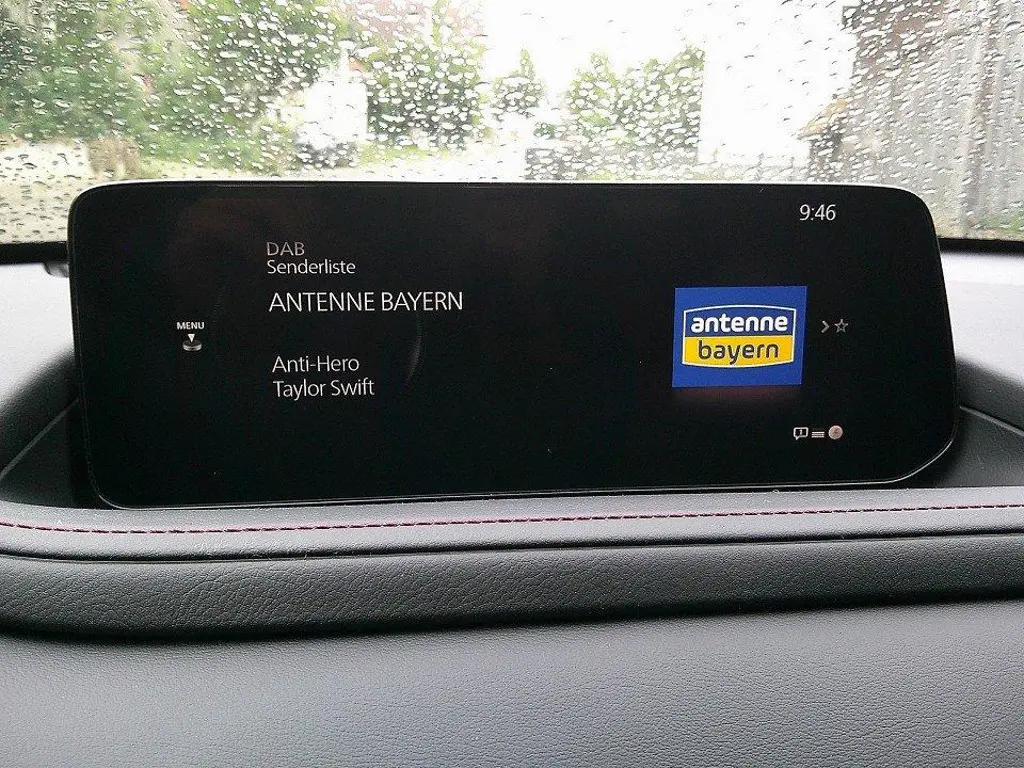 9:46
DAB
Senderliste
ANTENNE BAYERN
MENU
Anti-Hero
Taylor Swift
antenne
bayern